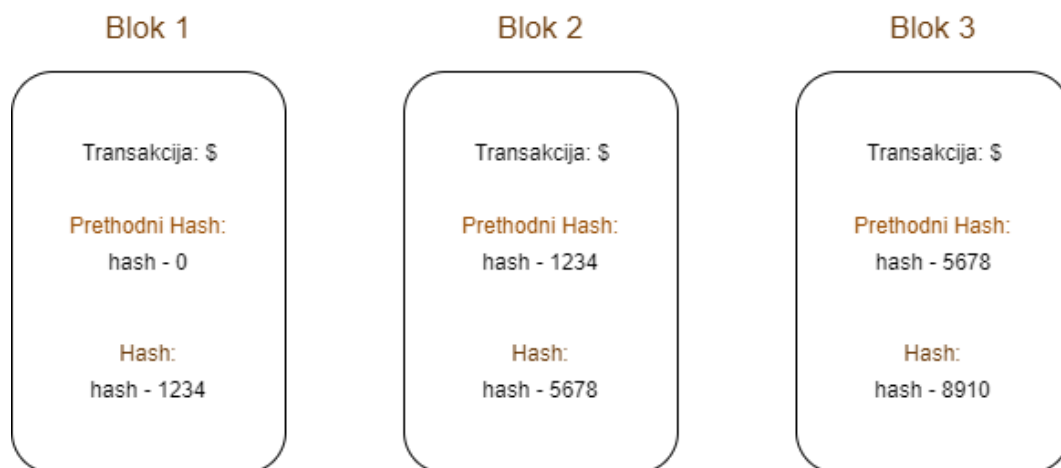 Blok 1
Transakcija: $
Prethodni Hash:
hash - 0
Hash:
hash - 1234
Blok 2
Transakcija: $
Prethodni Hash:
hash - 1234
Hash:
hash - 5678
Blok 3
Transakcija: $
Prethodni Hash:
hash - 5678
Hash:
hash - 8910